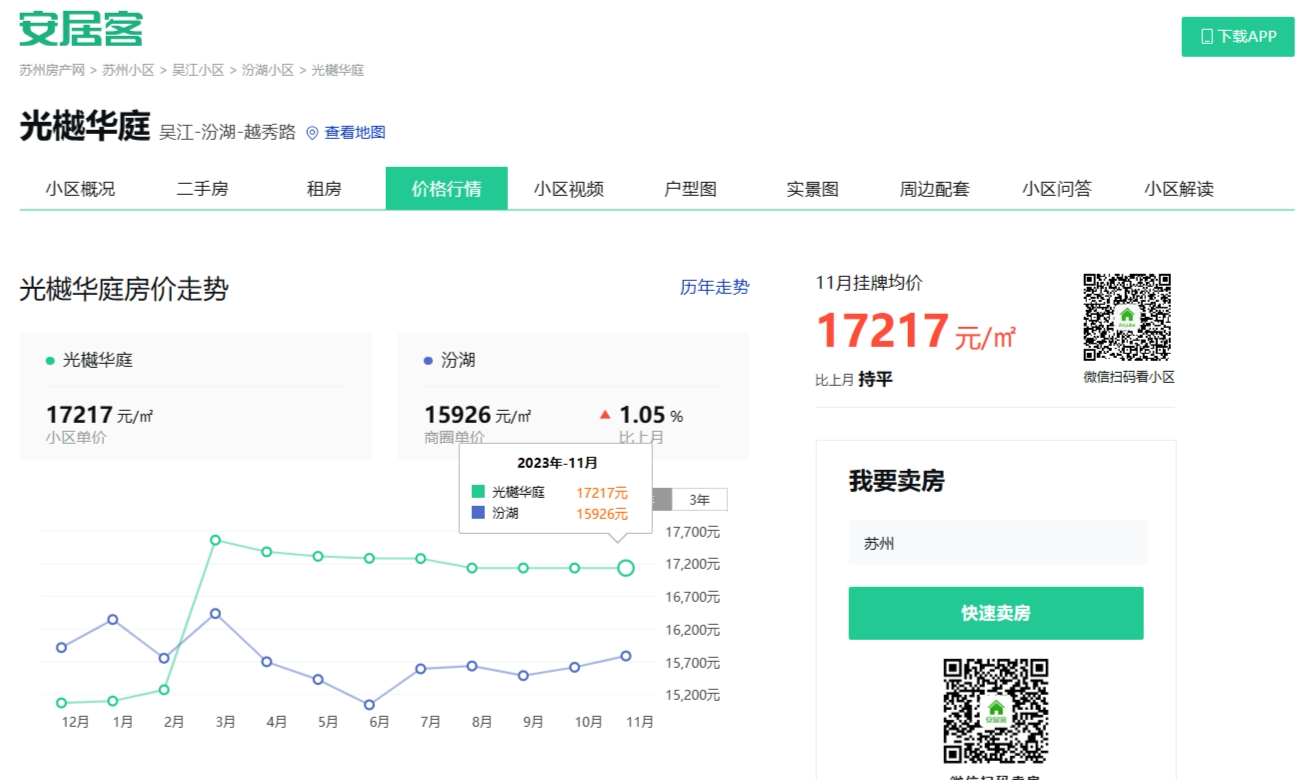 安居客
下载APP
苏州房产网 > 苏州小区 > 吴江小区 > 汾湖小区 > 光樾华庭
光樾华庭 吴江-汾湖-越秀路 查看地图
小区概况 二手房 租房 价格行情 小区视频 户型图 实景图 周边配套 小区问答 小区解读
光樾华庭房价走势 历年走势
光樾华庭
17217 元/㎡
小区单价
汾湖
15926 元/㎡ 1.05 %
商圈单价 比上月
2023年-11月
光樾华庭 17217元
汾湖 15926元
3年
17,700元
17,200元
16,700元
16,200元
15,700元
15,200元
12月 1月 2月 3月 4月 5月 6月 7月 8月 9月 10月 11月
11月挂牌均价
17217 元/㎡
比上月 持平
微信扫码看小区
我要卖房
苏州
快速卖房
安居客
微信扫码卖房